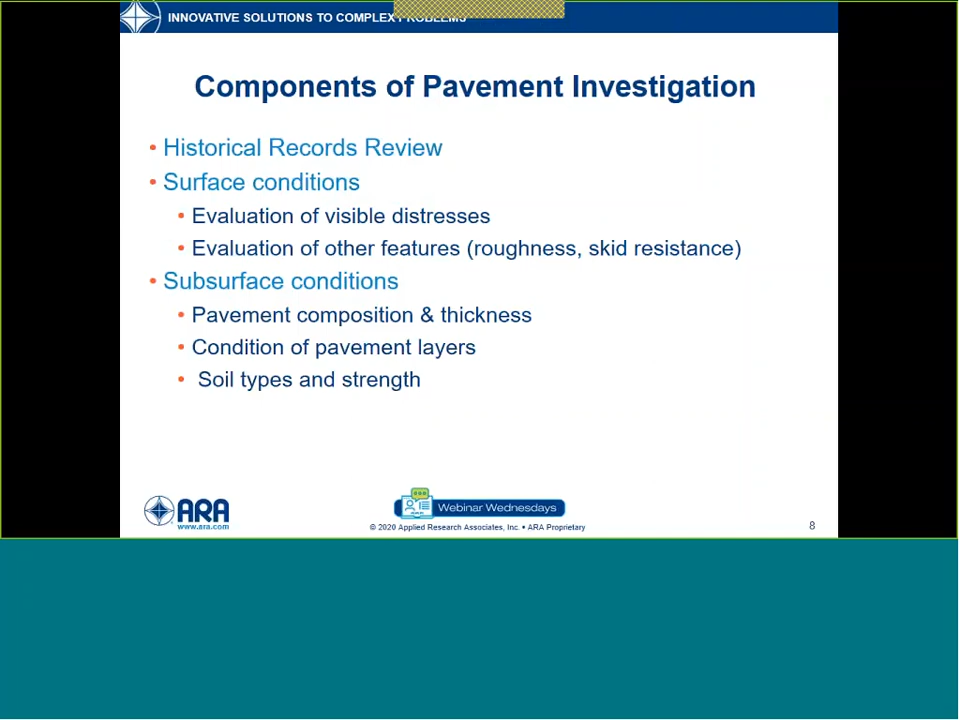 INNOVATIVE SOLUTIONS TO COMPLEX PROBLEMS
Components of Pavement Investigation
• Historical Records Review
• Surface conditions
• Evaluation of visible distresses
• Evaluation of other features (roughness, skid resistance)
• Subsurface conditions
• Pavement composition & thickness
• Condition of pavement layers
• Soil types and strength
ARA
www.ara.com
Webinar Wednesdays
© 2020 Applied Research Associates, Inc. • ARA Proprietary
8